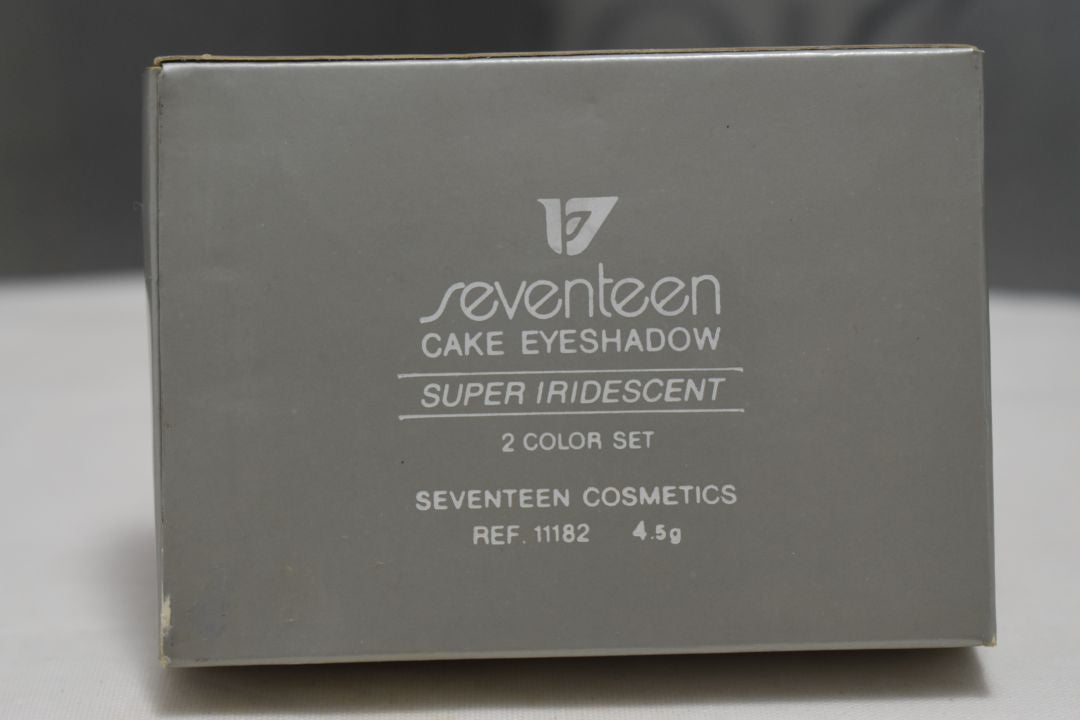 17
seventeen
CAKE EYESHADOW
SUPER IRIDESCENT
2 COLOR SET
SEVENTEEN COSMETICS
REF. 11182 4.5g